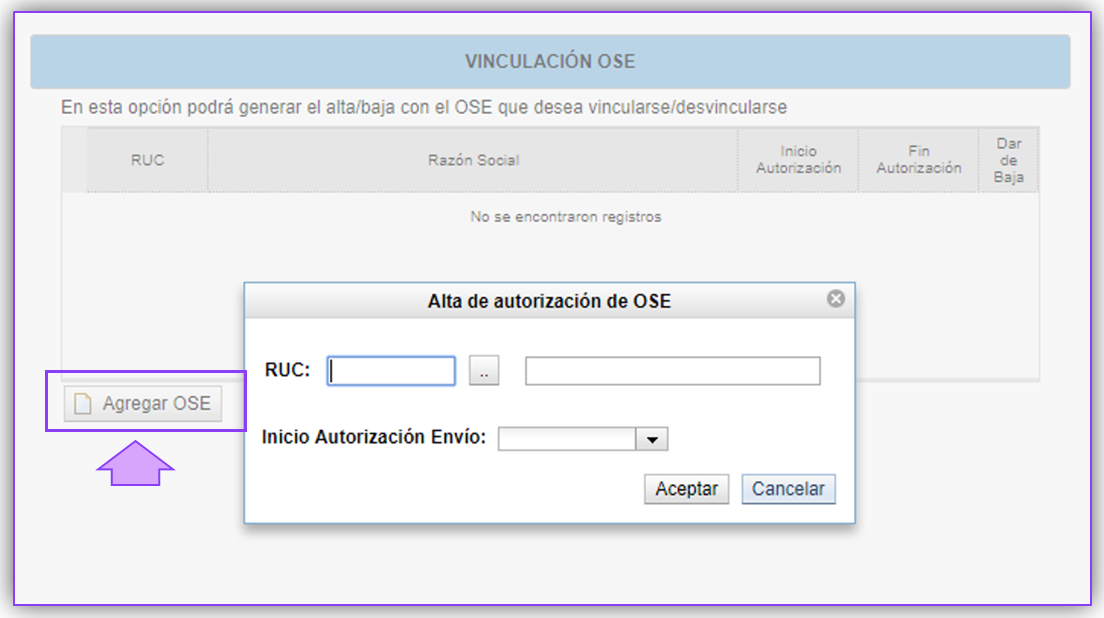 VINCULACIÓN OSE
En esta opción podrá generar el alta/baja con el OSE que desea vincularse/desvincularse
RUC
Razón Social
Inicio
Autorización
Fin
Autorización
Dar
de
Baja
No se encontraron registros
Alta de autorización de OSE
RUC:
..
Inicio Autorización Envío:
Aceptar
Cancelar
Agregar OSE